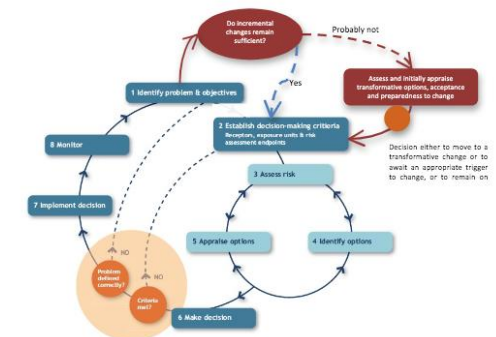 Do incremental
changes remain
sufficient?
Probably not
Yes
Assess and initially appraise
transformative options, acceptance
and preparedness to change
1 Identify problem & objectives
2 Establish decision-making critieria
Receptors, exposure units & risk
assessment endpoints
8 Monitor
Decision either to move to a
transformative change or to
await an appropriate trigger
to change, or to remain on
3 Assess risk
7 Implement decision
5 Appraise options
4 Identify options
NO
Problem
defined
correctly?
NO
Criteria
met?
6 Make decision